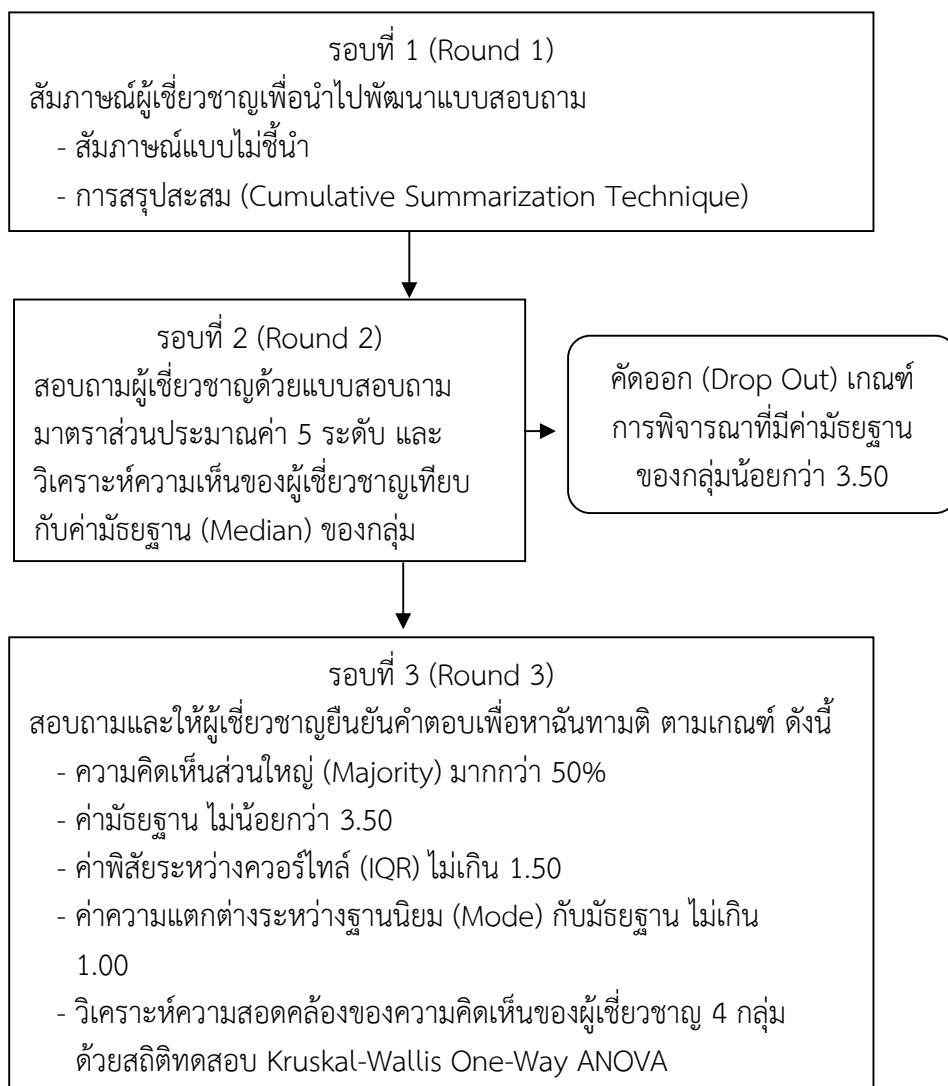 รอบที่ 1 (Round 1)
สัมภาษณ์ผู้เชี่ยวชาญเพื่อนำไปพัฒนาแบบสอบถาม
- สัมภาษณ์แบบไม่ชี้นำ
- การสรุปสะสม (Cumulative Summarization Technique)
รอบที่ 2 (Round 2)
สอบถามผู้เชี่ยวชาญด้วยแบบสอบถาม
มาตราส่วนประมาณค่า 5 ระดับ และ
วิเคราะห์ความเห็นของผู้เชี่ยวชาญเทียบ
กับค่ามัธยฐาน (Median) ของกลุ่ม
คัดออก (Drop Out) เกณฑ์
การพิจารณาที่มีค่ามัธยฐาน
ของกลุ่มน้อยกว่า 3.50
รอบที่ 3 (Round 3)
สอบถามและให้ผู้เชี่ยวชาญยืนยันคำตอบเพื่อหาฉันทามติ ตามเกณฑ์ ดังนี้
- ความคิดเห็นส่วนใหญ่ (Majority) มากกว่า 50%
- ค่ามัธยฐาน ไม่น้อยกว่า 3.50
- ค่าพิสัยระหว่างควอร์ไทล์ (IQR) ไม่เกิน 1.50
- ค่าความแตกต่างระหว่างฐานนิยม (Mode) กับมัธยฐาน ไม่เกิน
1.00
- วิเคราะห์ความสอดคล้องของความคิดเห็นของผู้เชี่ยวชาญ 4 กลุ่ม
ด้วยสถิติทดสอบ Kruskal-Wallis One-Way ANOVA